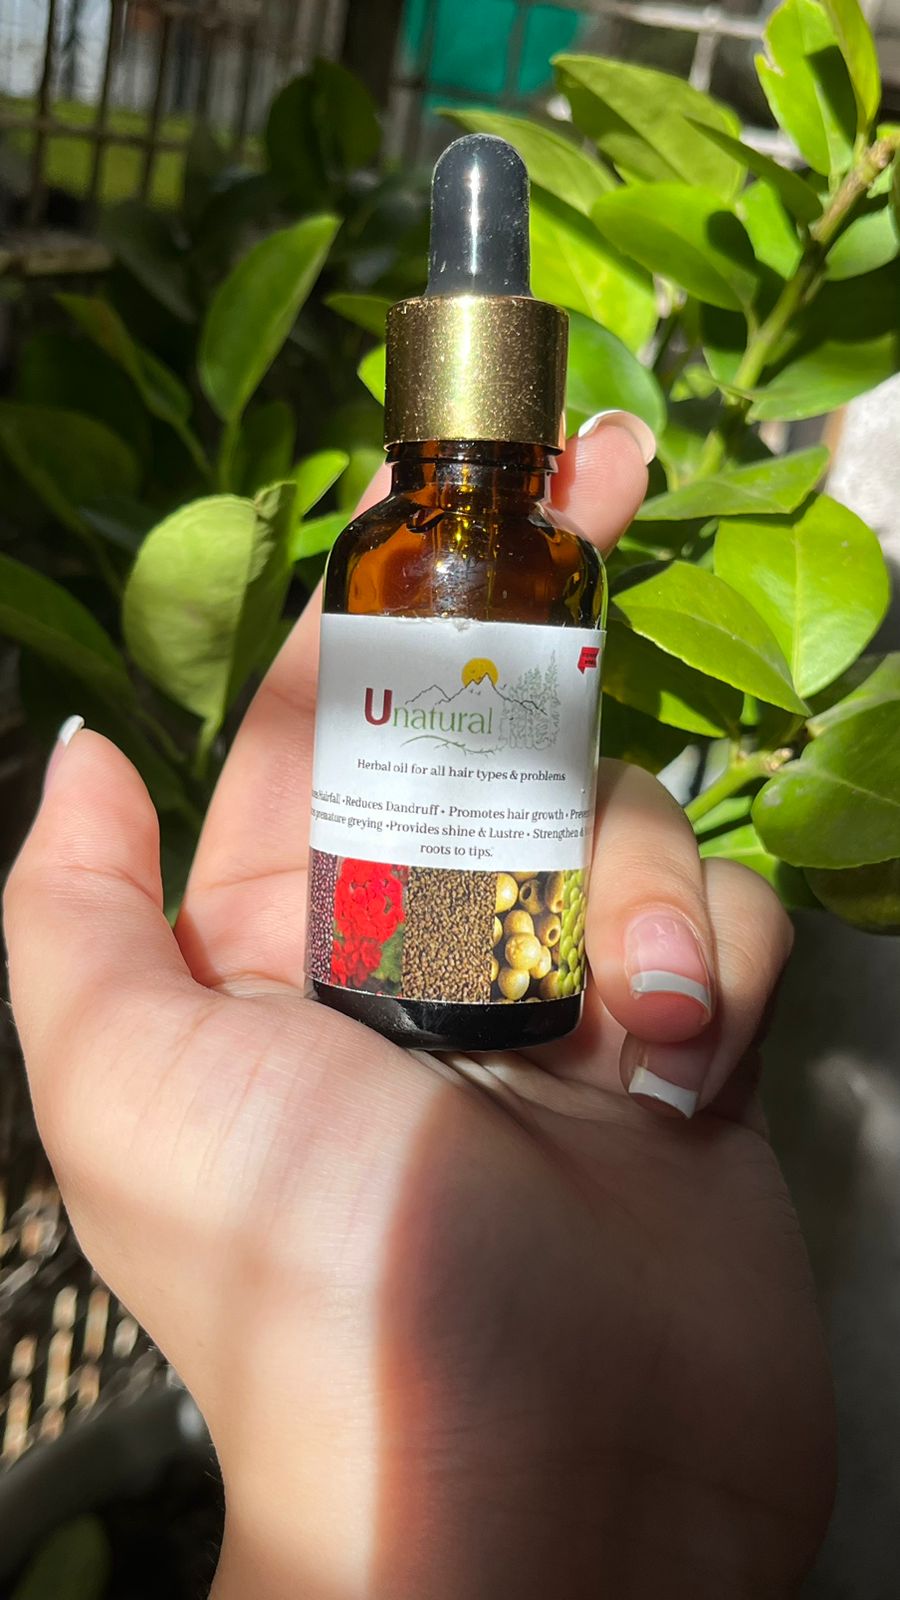 Unatural
Herbal oil for all hair types & problems
Hairfall •Reduces Dandruff • Promotes hair growth •
premature greying •Provides shine & Lustre • Strengthen
roots to tips.